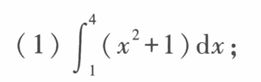 (1) ∫₁⁴(x²+1)dx;